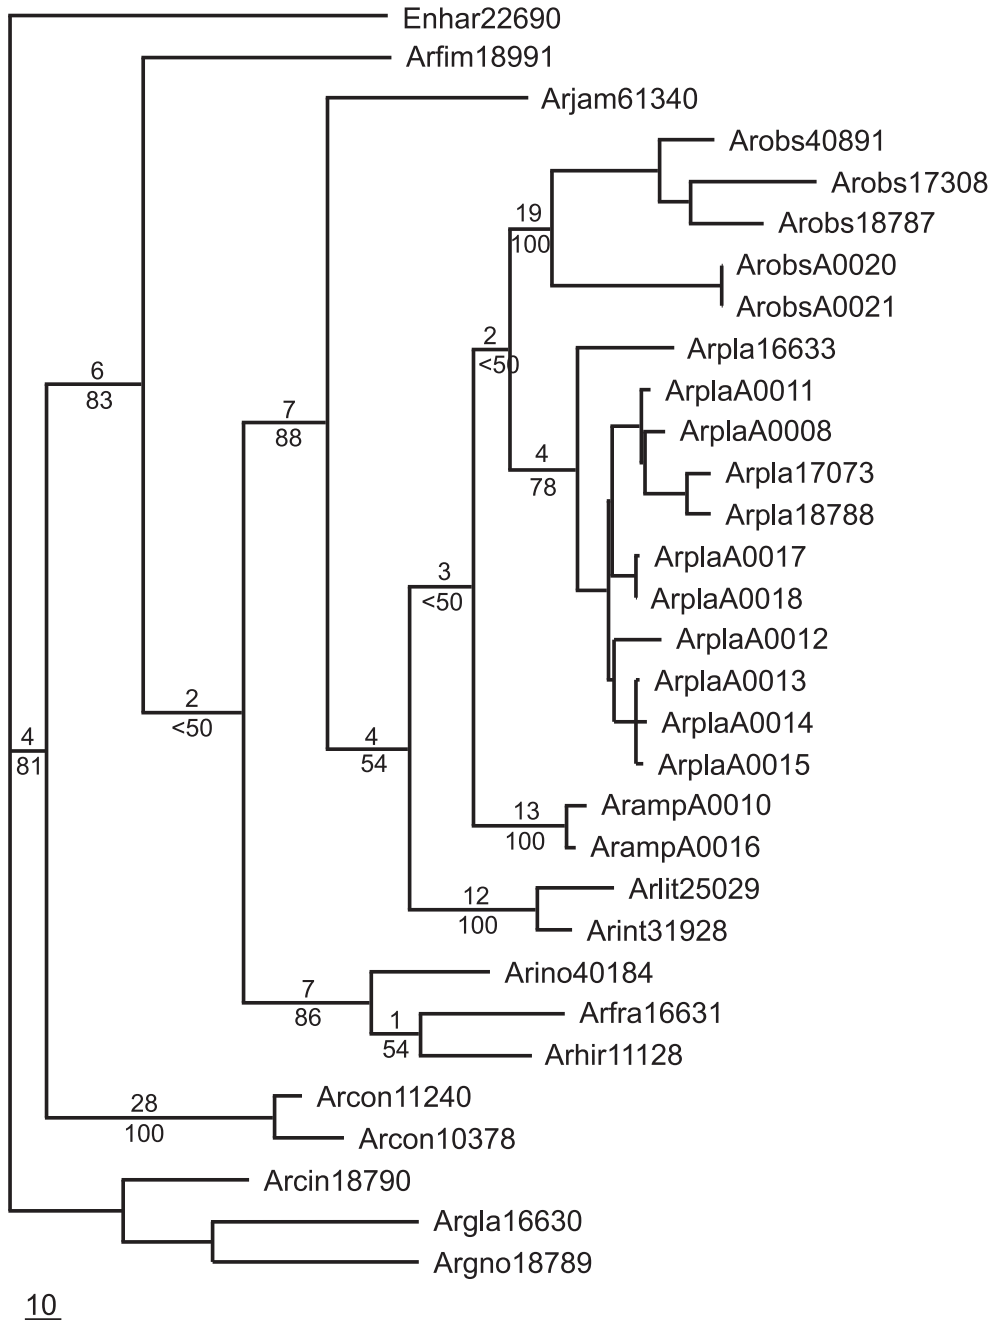 Enhar22690
Arfim18991
Arjam61340
Arobs40891
Arobs17308
19
Arobs18787
100
ArobsA0020
ArobsA0021
2
Arpla16633
<50
6
ArplaA0011
83
7
ArplaA0008
88
4
Arpla17073
78
Arpla18788
ArplaA0017
3
<50
ArplaA0018
ArplaA0012
ArplaA0013
2
<50
ArplaA0014
4
4
81
54
ArplaA0015
13
ArampA0010
100
ArampA0016
12
Arlit25029
100
Arint31928
Arino40184
7
86
Arfra16631
1
54
Arhir11128
28
Arcon11240
100
Arcon10378
Arcin18790
Argla16630
Argno18789
10